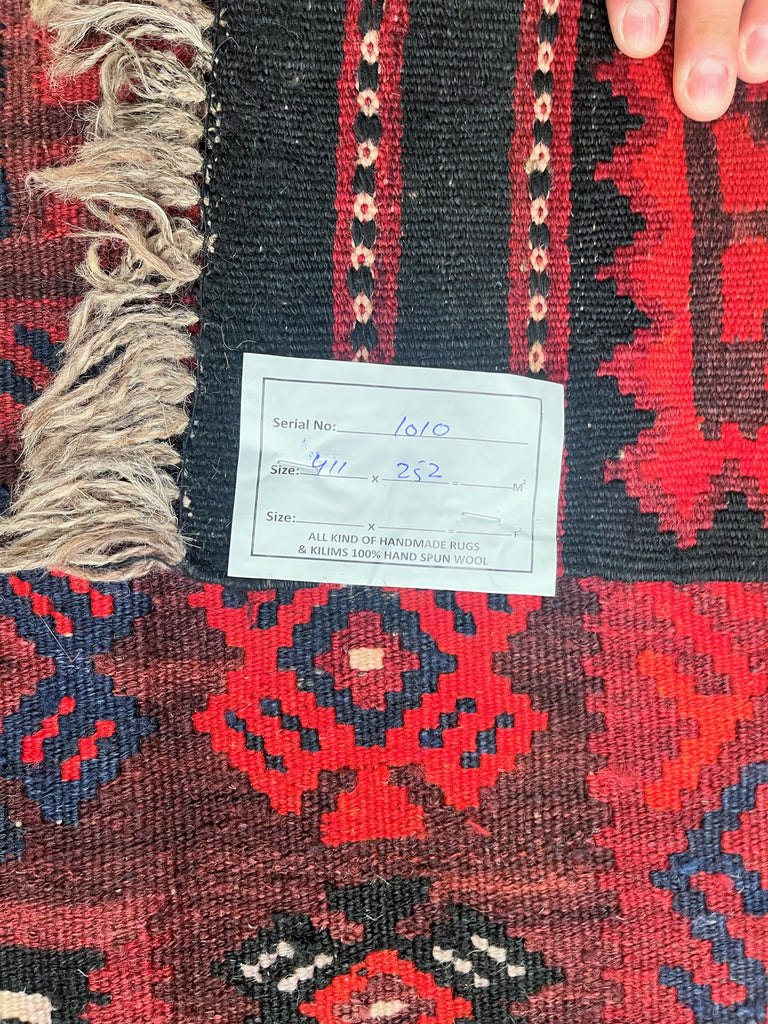 Serial No: 1010
Size: 411 x 252 = M²
Size: x = F²
ALL KIND OF HANDMADE RUGS
& KILIMS 100% HAND SPUN WOOL